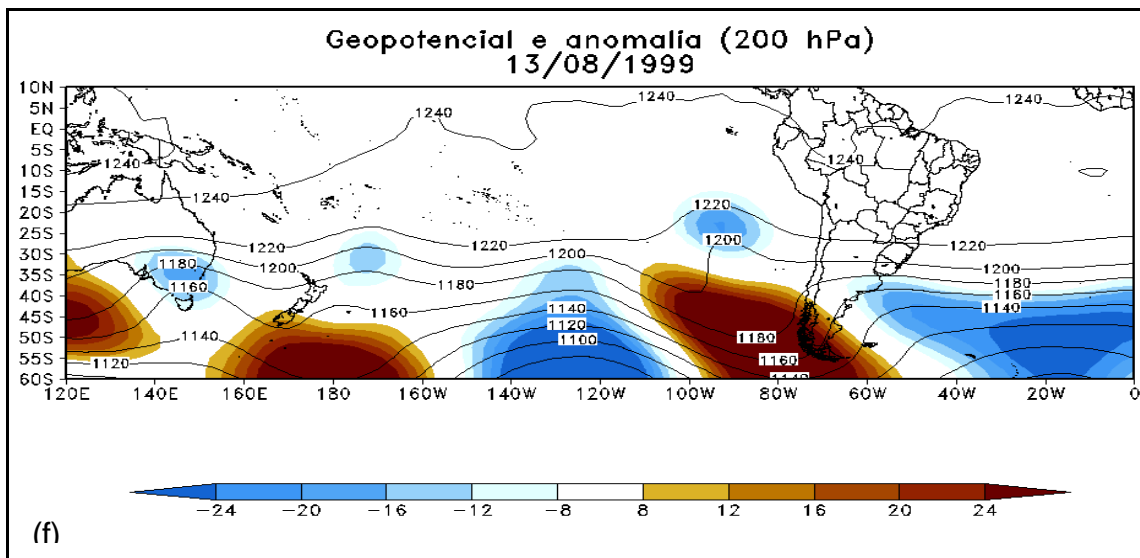 Geopotencial e anomalia (200 hPa)
13/08/1999
10N
5N
EQ
5S
10S
15S
20S
25S
30S
35S
40S
45S
50S
55S
60S
1240 1240 1240
1240 1240
1240
1220
1220 1220 1220
1200 1200 1200 1200
1180 1180 1180
1160 1160 1160
1140 1140 1140
1120 1120
1100
1180
1160
1140
120E 140E 160E 180 160W 140W 120W 100W 80W 60W 40W 20W 0
-24 -20 -16 -12 -8 8 12 16 20 24
(f)